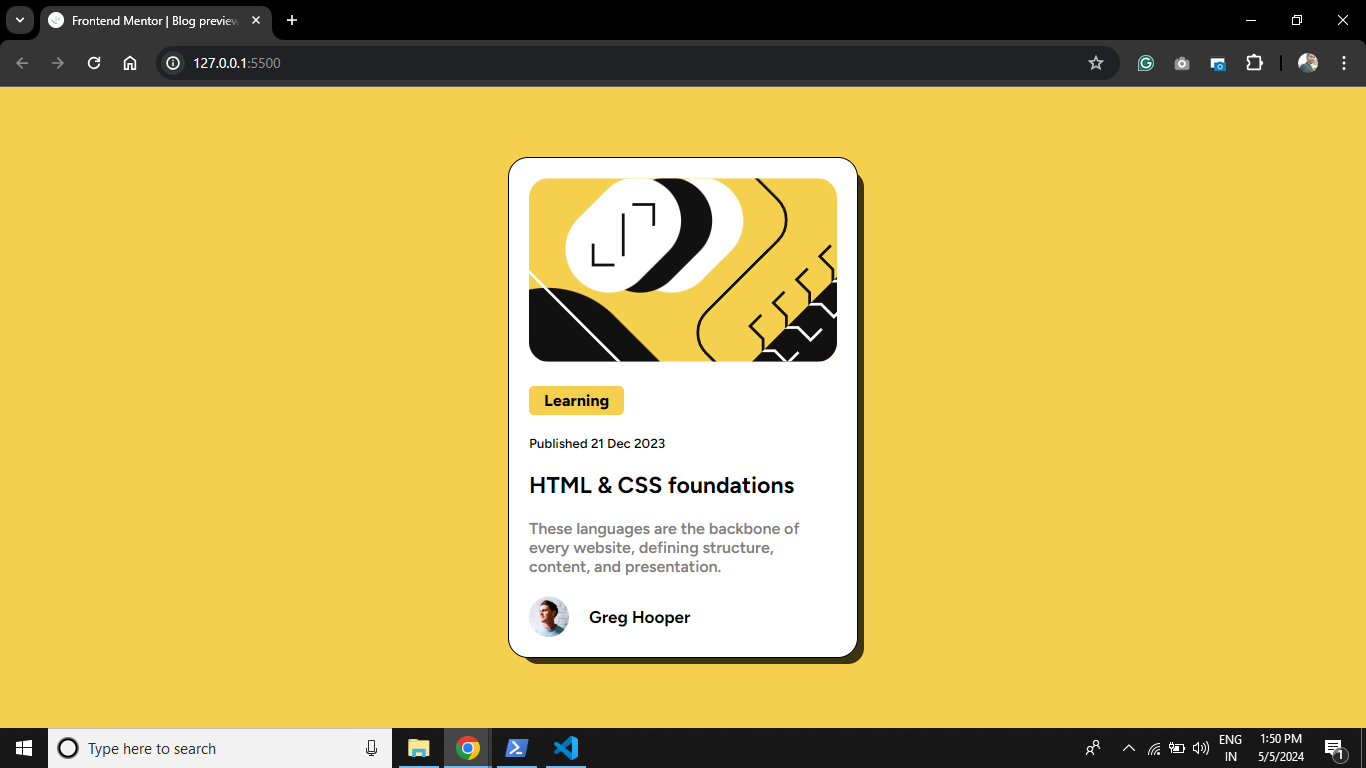 Frontend Mentor | Blog preview
127.0.0.1:5500
Learning
Published 21 Dec 2023
HTML & CSS foundations
These languages are the backbone of
every website, defining structure,
content, and presentation.
Greg Hooper
Type here to search
ENG
IN
1:50 PM
5/5/2024
1